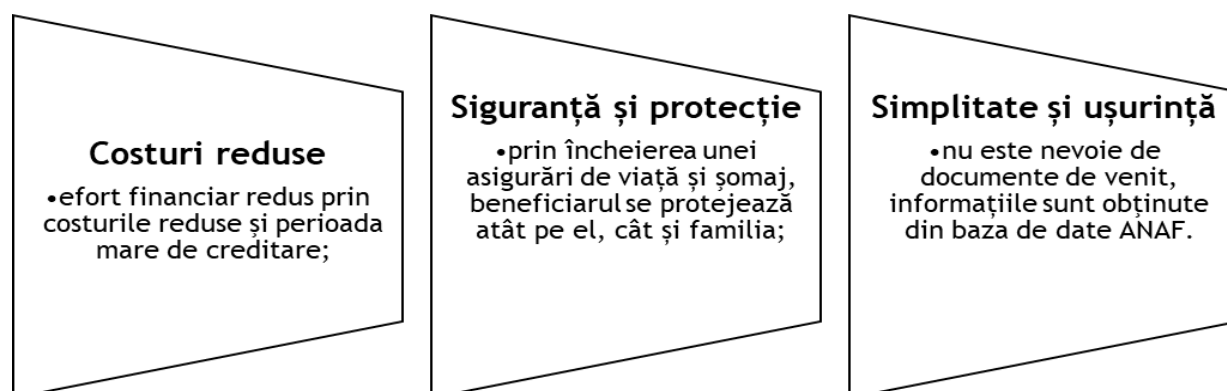 Costuri reduse
•efort financiar redus prin
costurile reduse și perioada
mare de creditare;
Siguranță și protecție
•prin încheierea unei
asigurări de viață și șomaj,
beneficiarul se protejează
atât pe el, cât și familia;
Simplitate și ușurință
•nu este nevoie de
documente de venit,
informațiile sunt obținute
din baza de date ANAF.